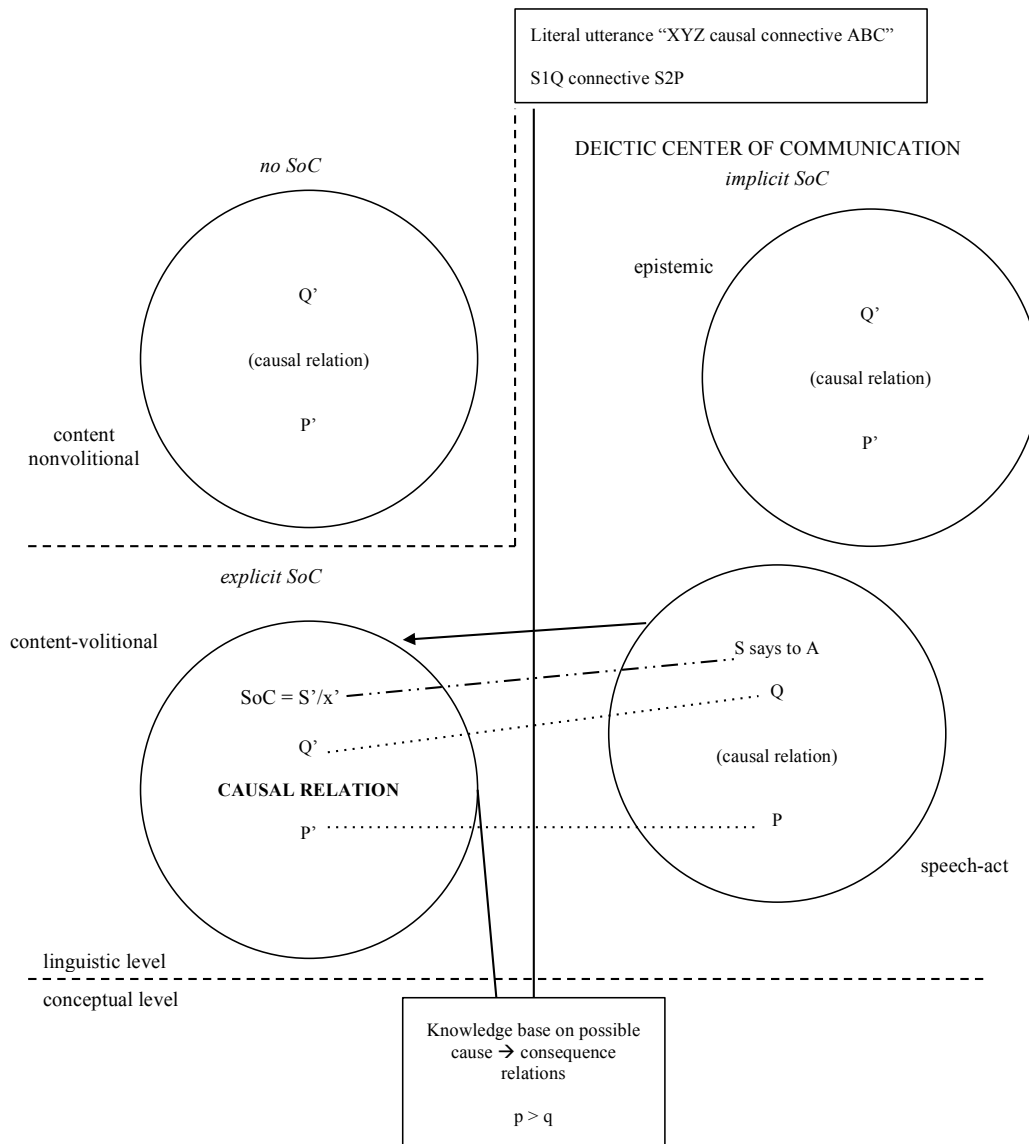 Literal utterance “XYZ causal connective ABC”
S1Q connective S2P
DEICTIC CENTER OF COMMUNICATION
implicit SoC
no SoC
epistemic
Q’
(causal relation)
P’
content
nonvolitional
Q’
(causal relation)
P’
explicit SoC
content-volitional
SoC = S’/x’
Q’
CAUSAL RELATION
P’
S says to A
Q
(causal relation)
P
speech-act
linguistic level
conceptual level
Knowledge base on possible
cause → consequence
relations
p > q